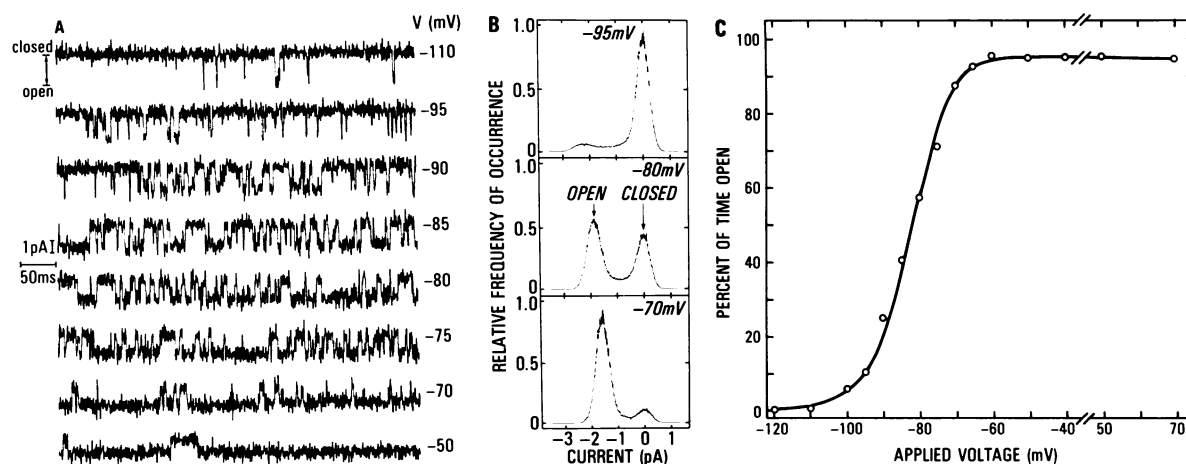 A
V (mV)
closed
open
-110
-95
-90
-85
1pA
50ms
-80
-75
-70
-50
B
RELATIVE FREQUENCY OF OCCURRENCE
1.0
0.5
0
-95mV
1.0
0.5
0
-80mV
OPEN CLOSED
1.0
0.5
0
-70mV
-3 -2 -1 0 1
CURRENT (pA)
C
PERCENT OF TIME OPEN
100
80
60
40
20
0
-120 -100 -80 -60 -40 50 70
APPLIED VOLTAGE (mV)